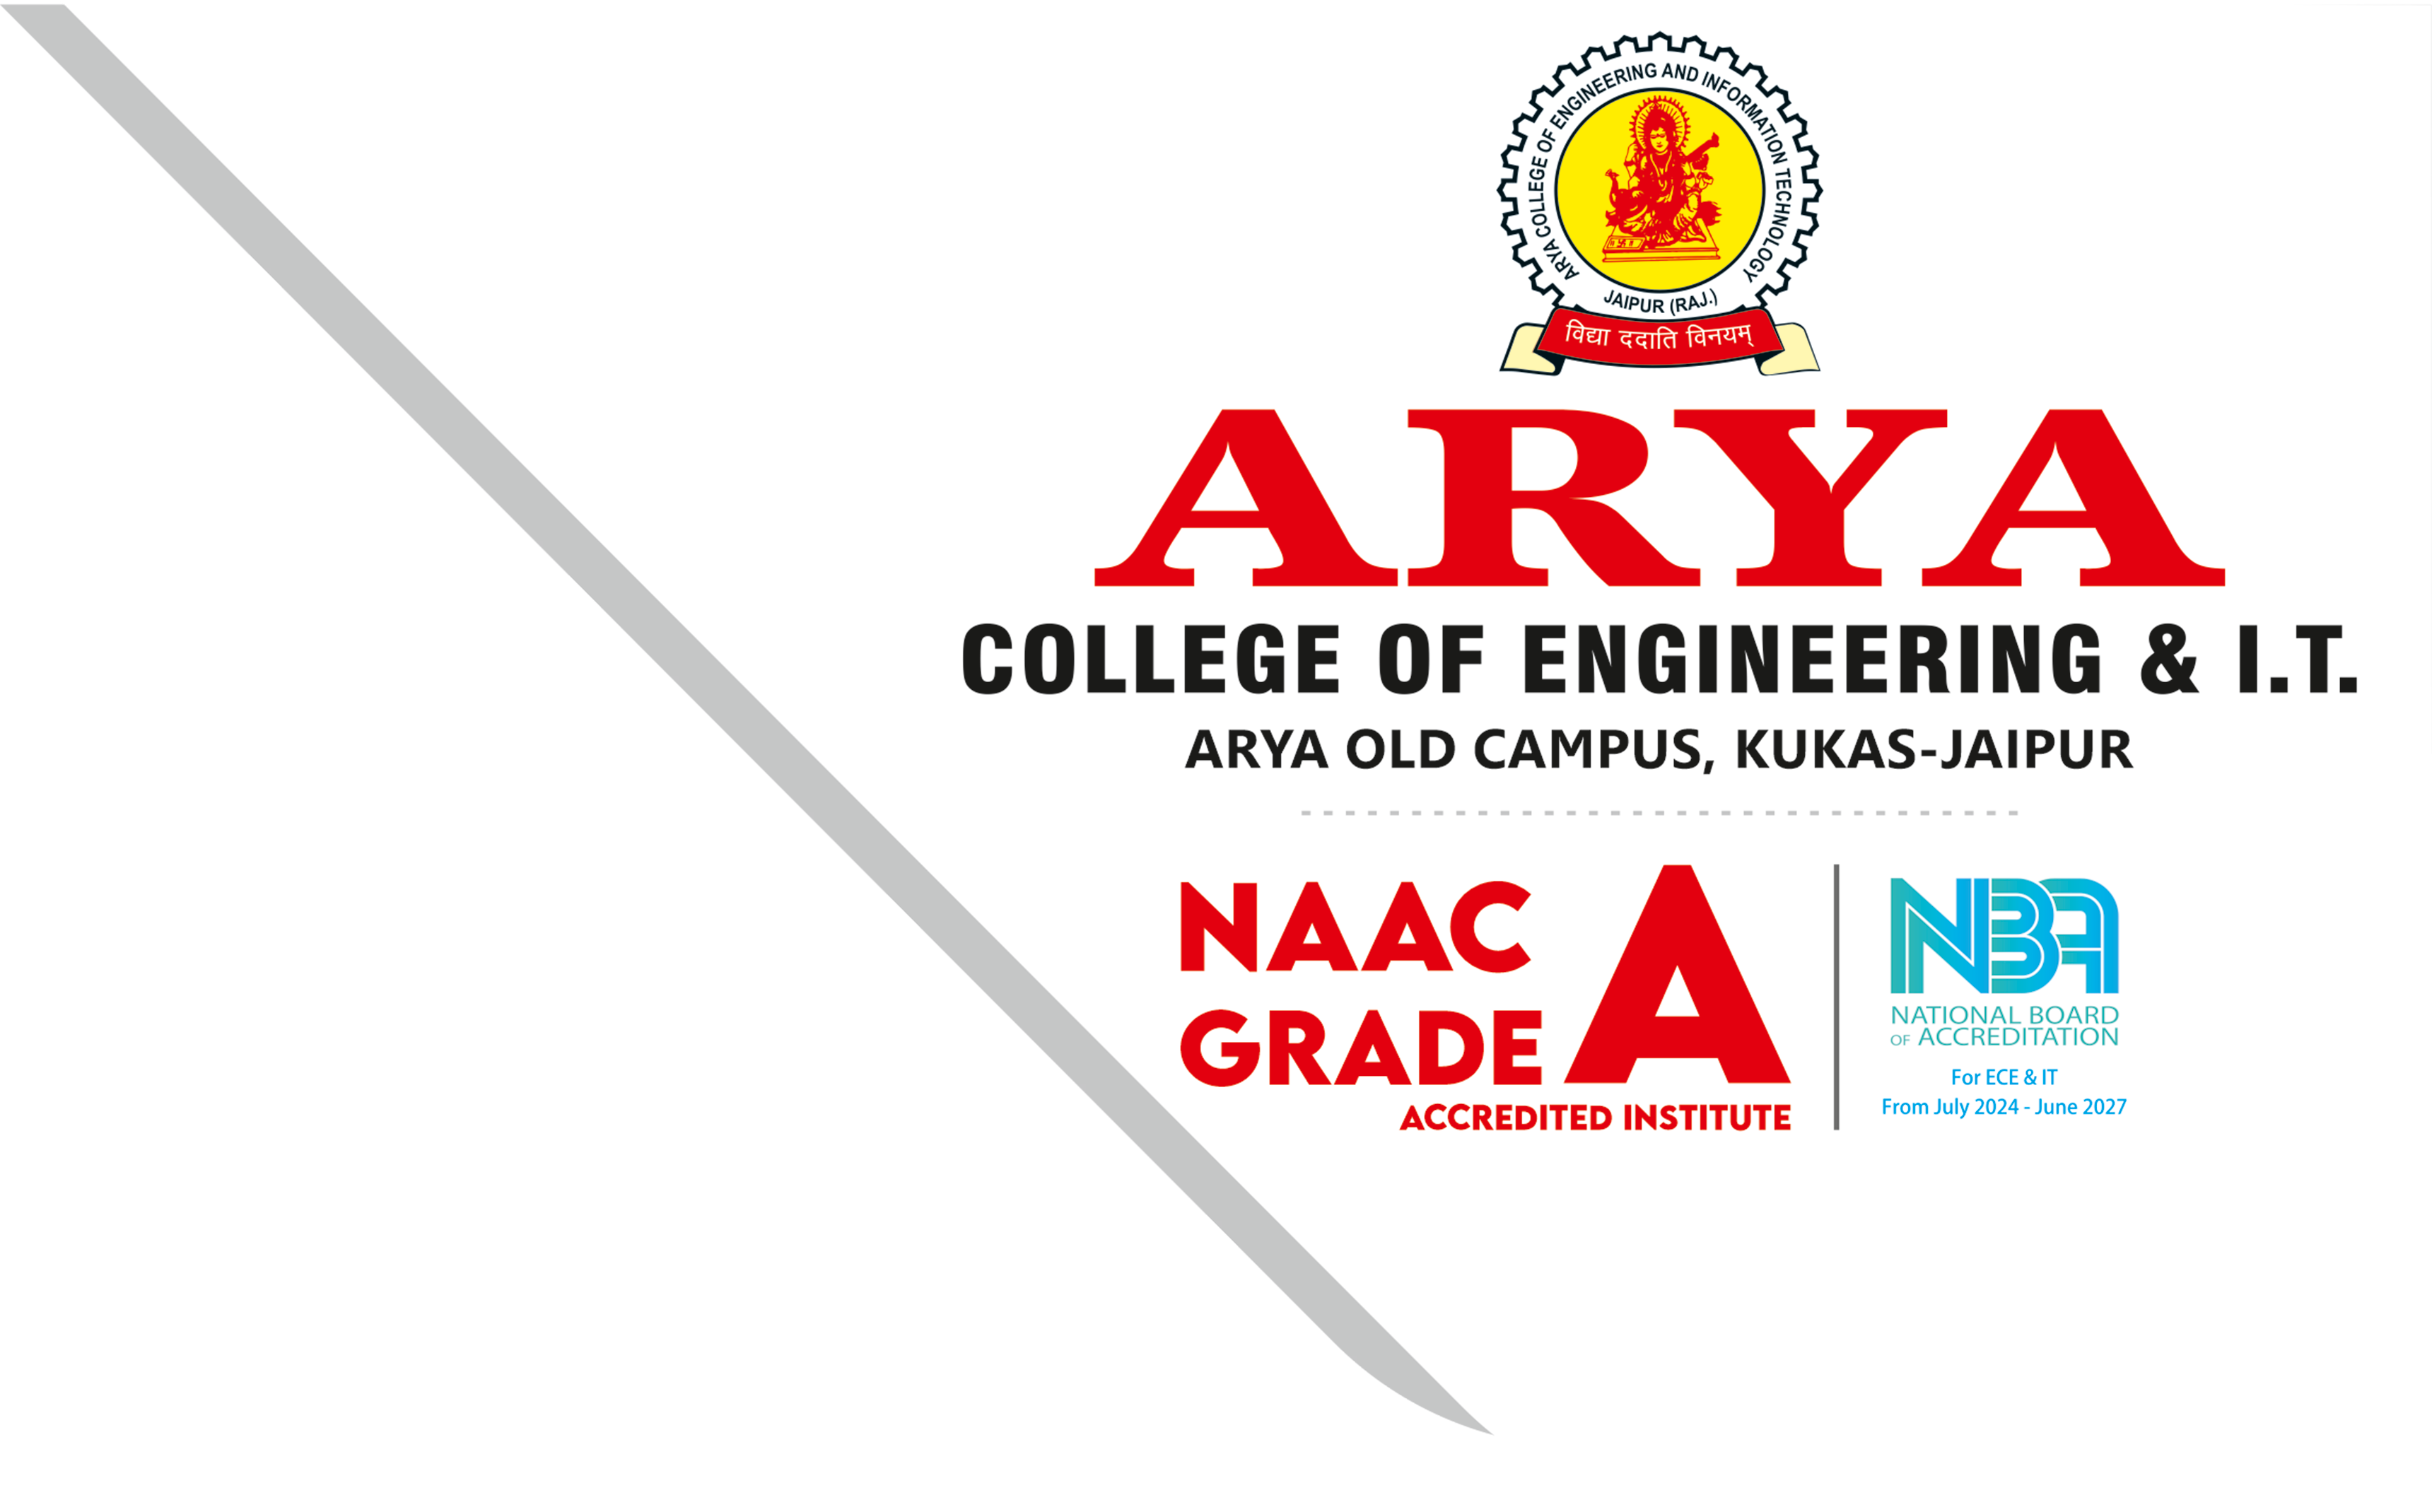 ARYA COLLEGE OF ENGINEERING AND INFORMATION TECHNOLOGY
JAIPUR (RAJ.)
विद्या ददाति विनयम्
ARYA
COLLEGE OF ENGINEERING & I.T.
ARYA OLD CAMPUS, KUKAS-JAIPUR
NAAC
GRADE A
ACCREDITED INSTITUTE
NBA
NATIONAL BOARD
OF ACCREDITATION
For ECE & IT
From July 2024 - June 2027